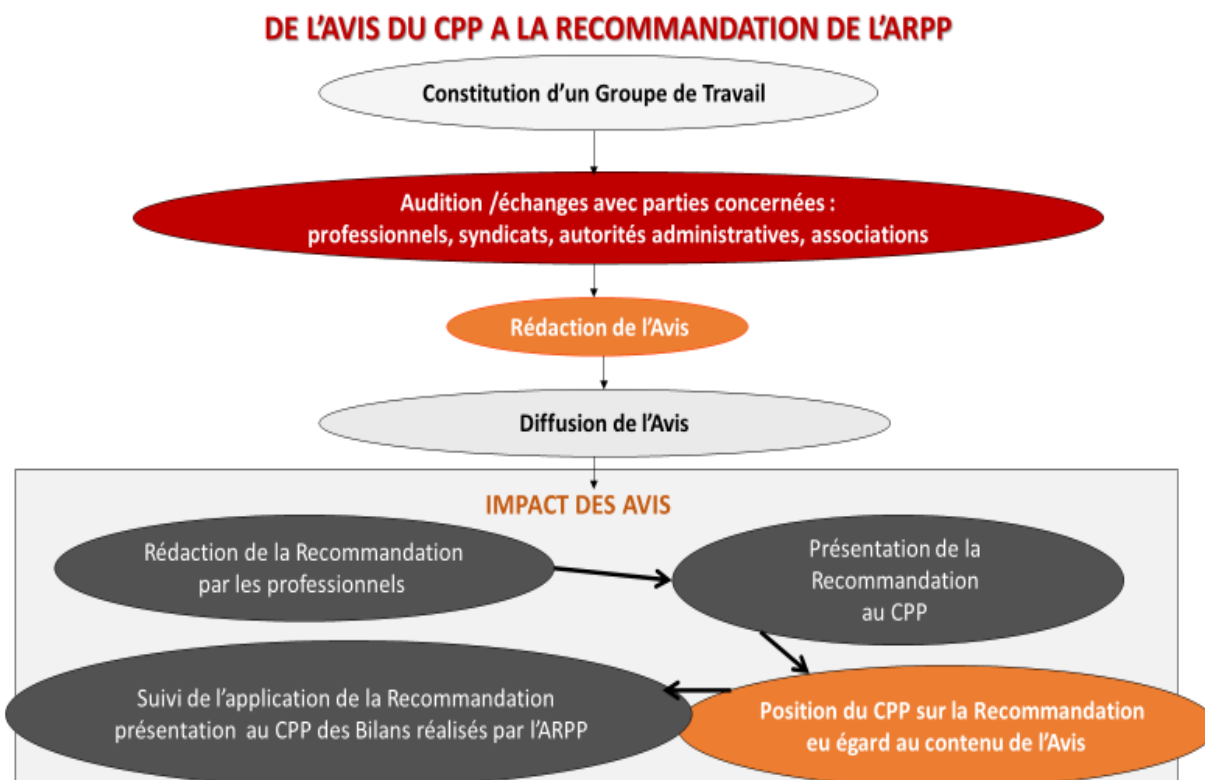 DE L'AVIS DU CPP A LA RECOMMANDATION DE L'ARPP
Constitution d'un Groupe de Travail
Audition /échanges avec parties concernées :
professionnels, syndicats, autorités administratives, associations
Rédaction de l'Avis
Diffusion de l'Avis
IMPACT DES AVIS
Rédaction de la Recommandation
par les professionnels
Présentation de la
Recommandation
au CPP
Suivi de l'application de la Recommandation
présentation au CPP des Bilans réalisés par l'ARPP
Position du CPP sur la Recommandation
eu égard au contenu de l'Avis